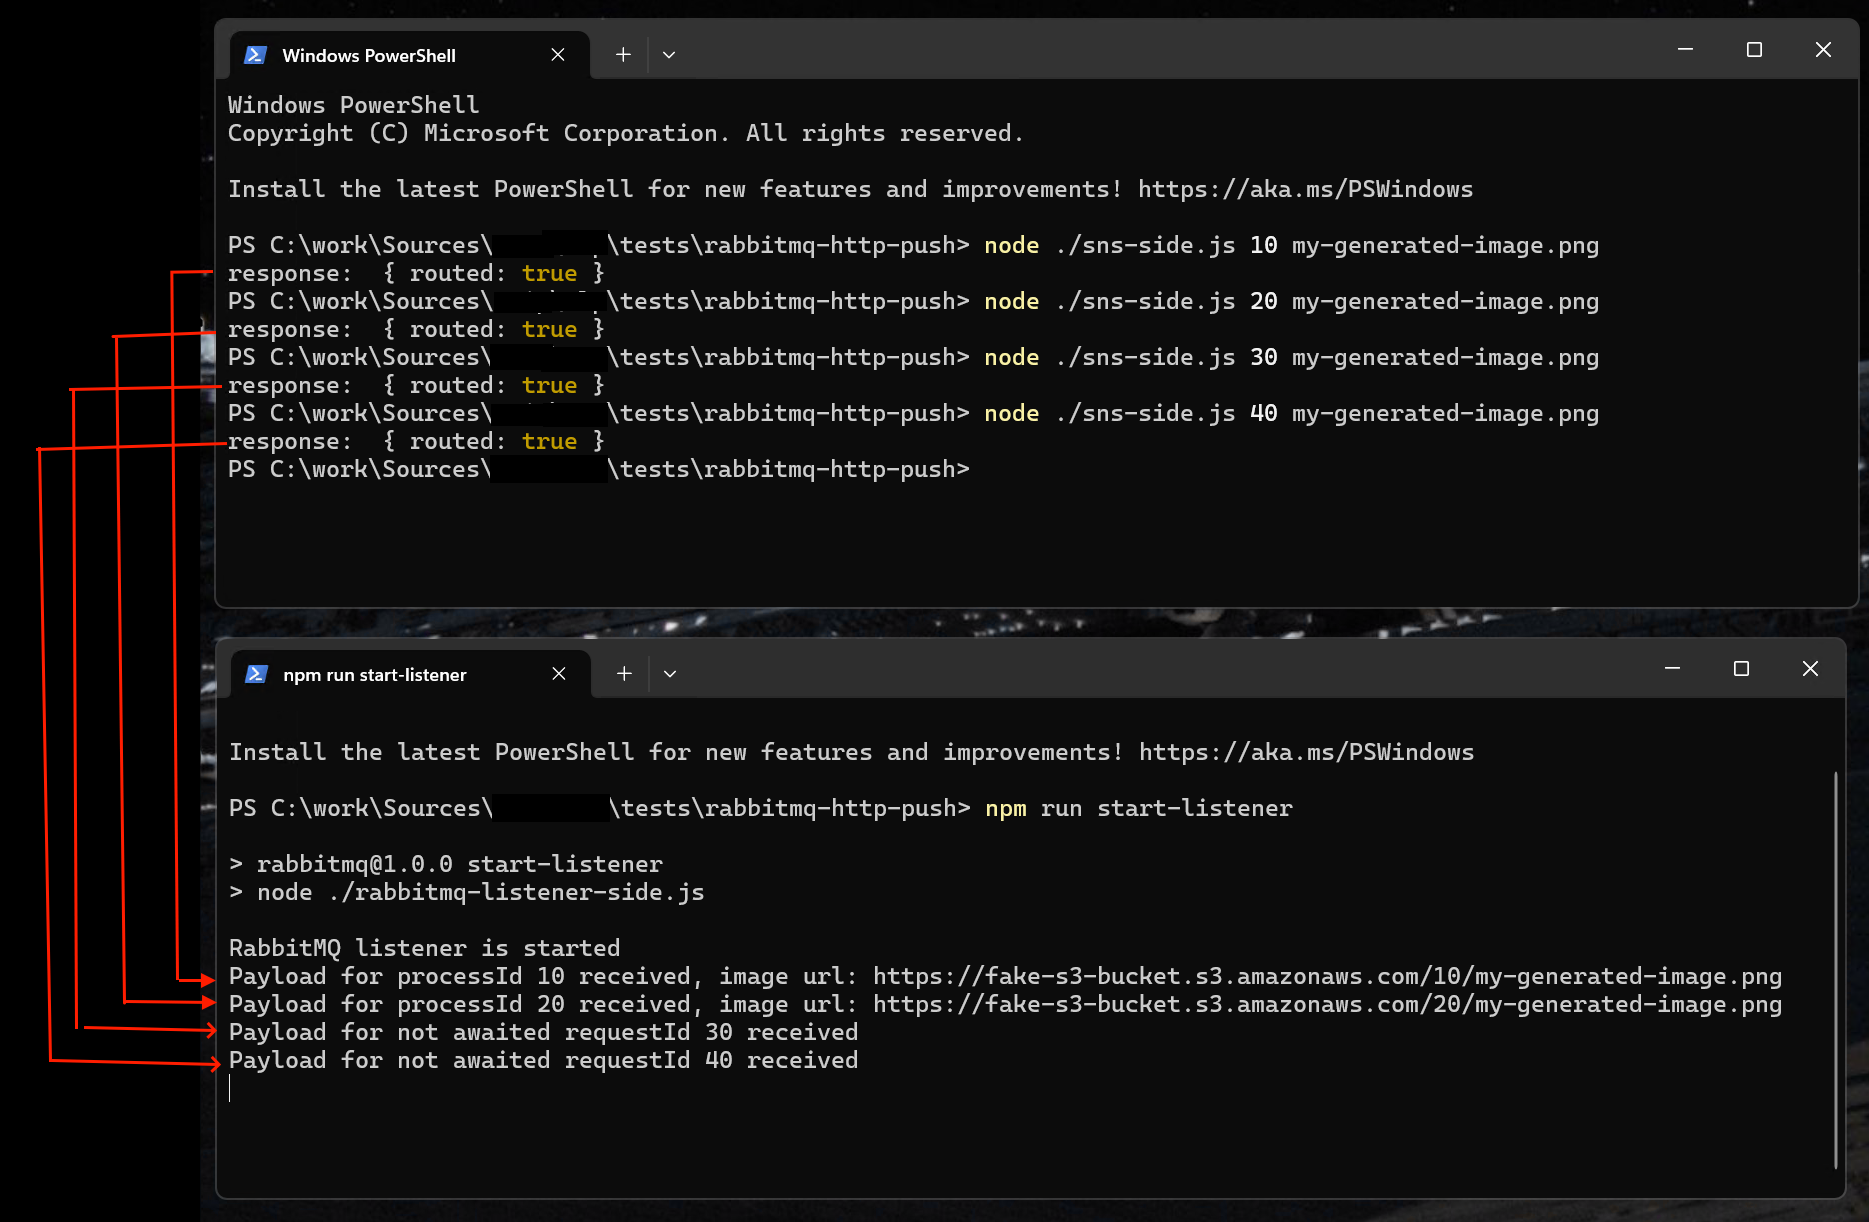 Windows PowerShell
Windows PowerShell
Copyright (C) Microsoft Corporation. All rights reserved.
Install the latest PowerShell for new features and improvements! https://aka.ms/PSWindows
PS C:\work\Sources\ \tests\rabbitmq-http-push> node ./sns-side.js 10 my-generated-image.png
response:  { routed: true }
PS C:\work\Sources\ \tests\rabbitmq-http-push> node ./sns-side.js 20 my-generated-image.png
response:  { routed: true }
PS C:\work\Sources\ \tests\rabbitmq-http-push> node ./sns-side.js 30 my-generated-image.png
response:  { routed: true }
PS C:\work\Sources\ \tests\rabbitmq-http-push> node ./sns-side.js 40 my-generated-image.png
response:  { routed: true }
PS C:\work\Sources\ \tests\rabbitmq-http-push>
npm run start-listener
Install the latest PowerShell for new features and improvements! https://aka.ms/PSWindows
PS C:\work\Sources\ \tests\rabbitmq-http-push> npm run start-listener
> rabbitmq@1.0.0 start-listener
> node ./rabbitmq-listener-side.js
RabbitMQ listener is started
Payload for processId 10 received, image url: https://fake-s3-bucket.s3.amazonaws.com/10/my-generated-image.png
Payload for processId 20 received, image url: https://fake-s3-bucket.s3.amazonaws.com/20/my-generated-image.png
Payload for not awaited requestId 30 received
Payload for not awaited requestId 40 received